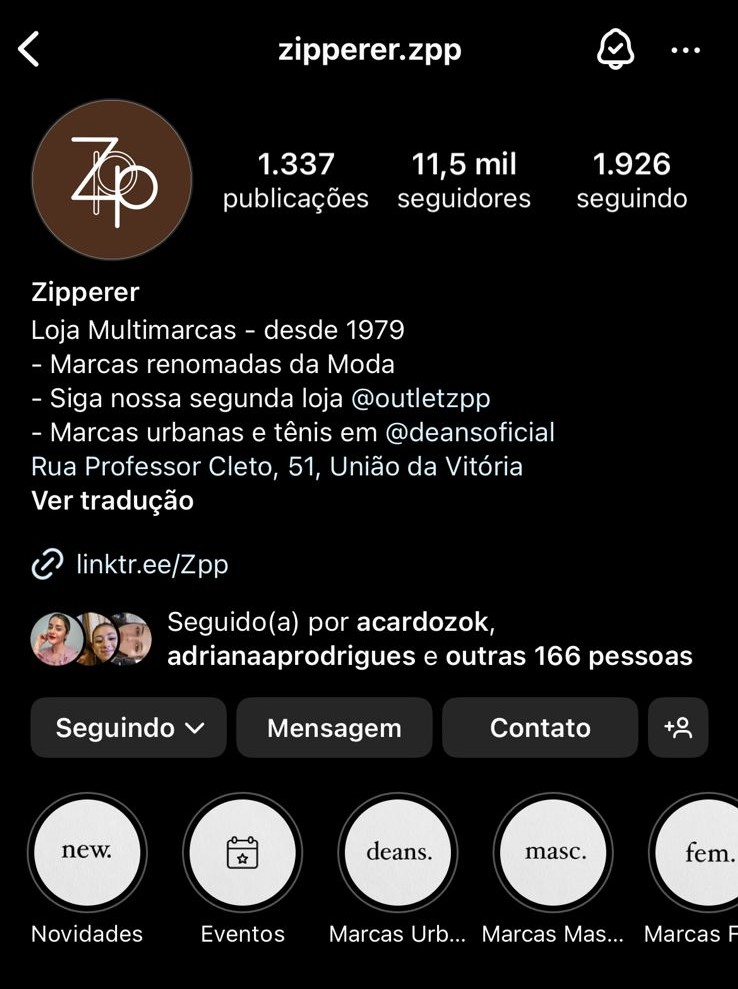 zipperer.zpp
Zp
1.337 11,5 mil 1.926
publicações seguidores seguindo
Zipperer
Loja Multimarcas - desde 1979
- Marcas renomadas da Moda
- Siga nossa segunda loja @outletzpp
- Marcas urbanas e tênis em @deansoficial
Rua Professor Cleto, 51, União da Vitória
Ver tradução
linktr.ee/Zpp
Seguido(a) por acardozok,
adrianaaprodrigues e outras 166 pessoas
Seguindo Mensagem Contato
new. deans. masc. fem.
Novidades Eventos Marcas Urb... Marcas Mas... Marcas F